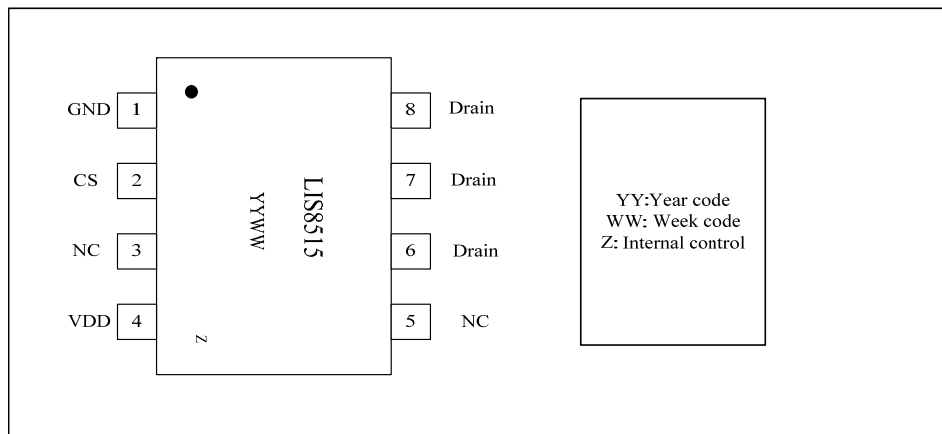 GND 1
CS 2
NC 3
VDD 4
LIS8515
YYWW
Z
8 Drain
7 Drain
6 Drain
5 NC
YY:Year code
WW: Week code
Z: Internal control